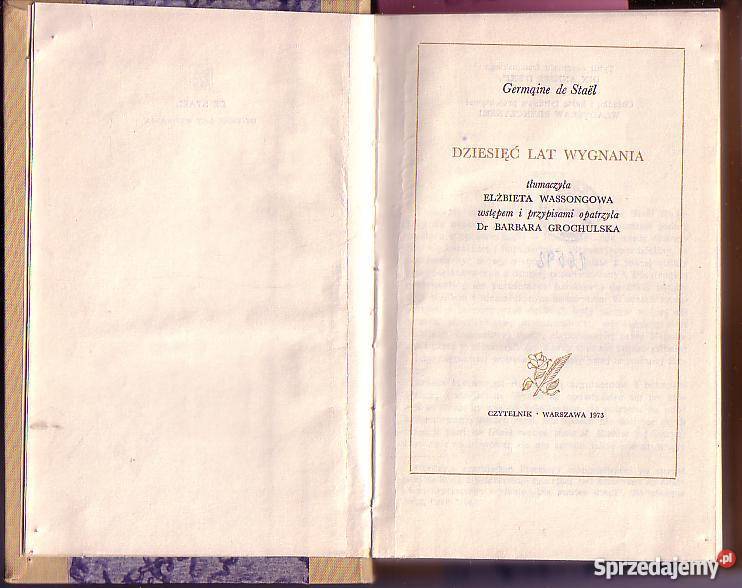 Germaine de Staël
DZIESIĘĆ LAT WYGNANIA
tłumaczyła
ELŻBIETA WASSONGOWA
wstępem i przypisami opatrzyła
Dr BARBARA GROCHULSKA
CZYTELNIK · WARSZAWA 1973
Sprzedajemy.pl